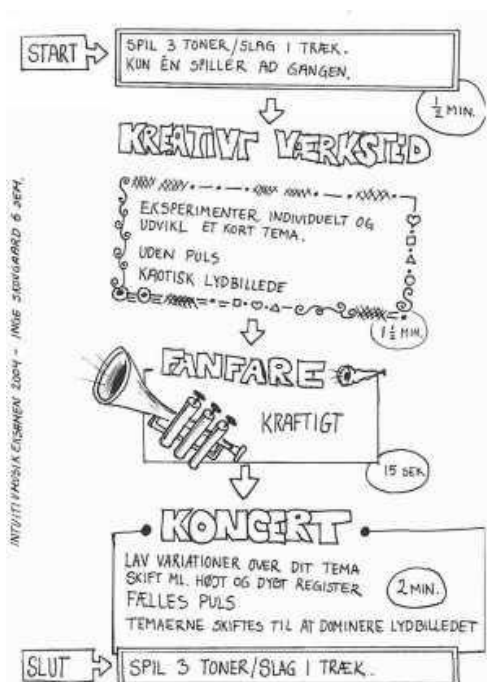 START
SPIL 3 TONER/SLAG I TRÆK.
KUN ÉN SPILLER AD GANGEN.
½ MIN.
KREATIVT VÆRKSTED
EKSPERIMENTER INDIVIDUELT OG
UDVIKL ET KORT TEMA.
UDEN PULS
KAOTISK LYDBILLEDE
1½ MIN.
FANFARE
KRAFTIGT
15 SEK.
KONCERT
LAV VARIATIONER OVER DIT TEMA
SKIFT ML. HØJT OG DYBT REGISTER
FÆLLES PULS
2 MIN.
TEMAERNE SKIFTES TIL AT DOMINERE LYDBILLEDET
SLUT
SPIL 3 TONER/SLAG I TRÆK.
INTUITIVMUSIK EKSAMEN 2004 - INGE SKOVGAARD 6 SEM.